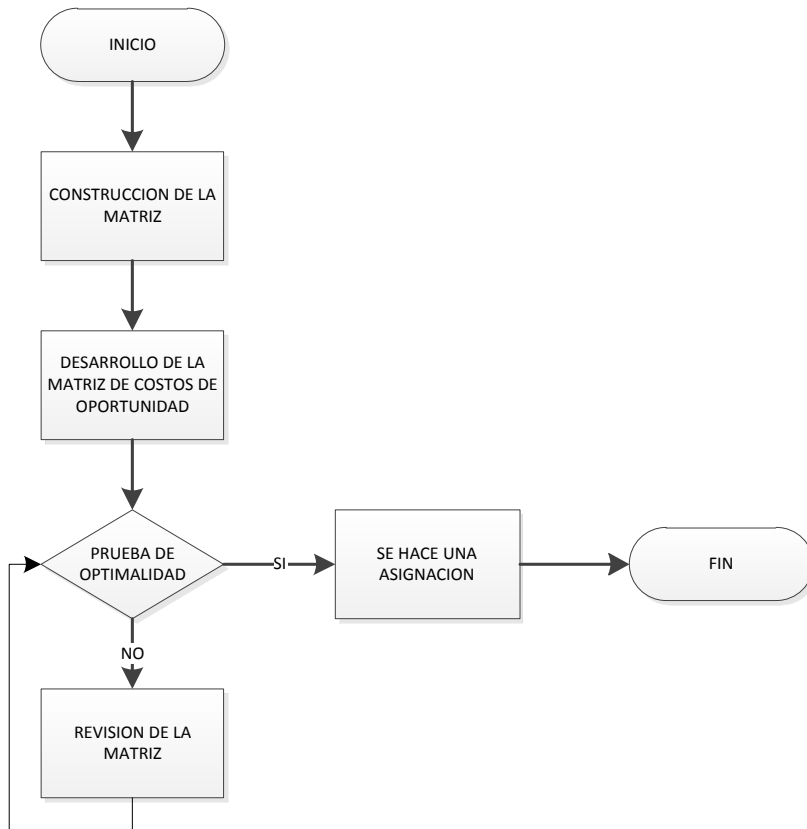 INICIO
CONSTRUCCION DE LA
MATRIZ
DESARROLLO DE LA
MATRIZ DE COSTOS DE
OPORTUNIDAD
PRUEBA DE
OPTIMALIDAD
SI
SE HACE UNA
ASIGNACION
FIN
NO
REVISION DE LA
MATRIZ